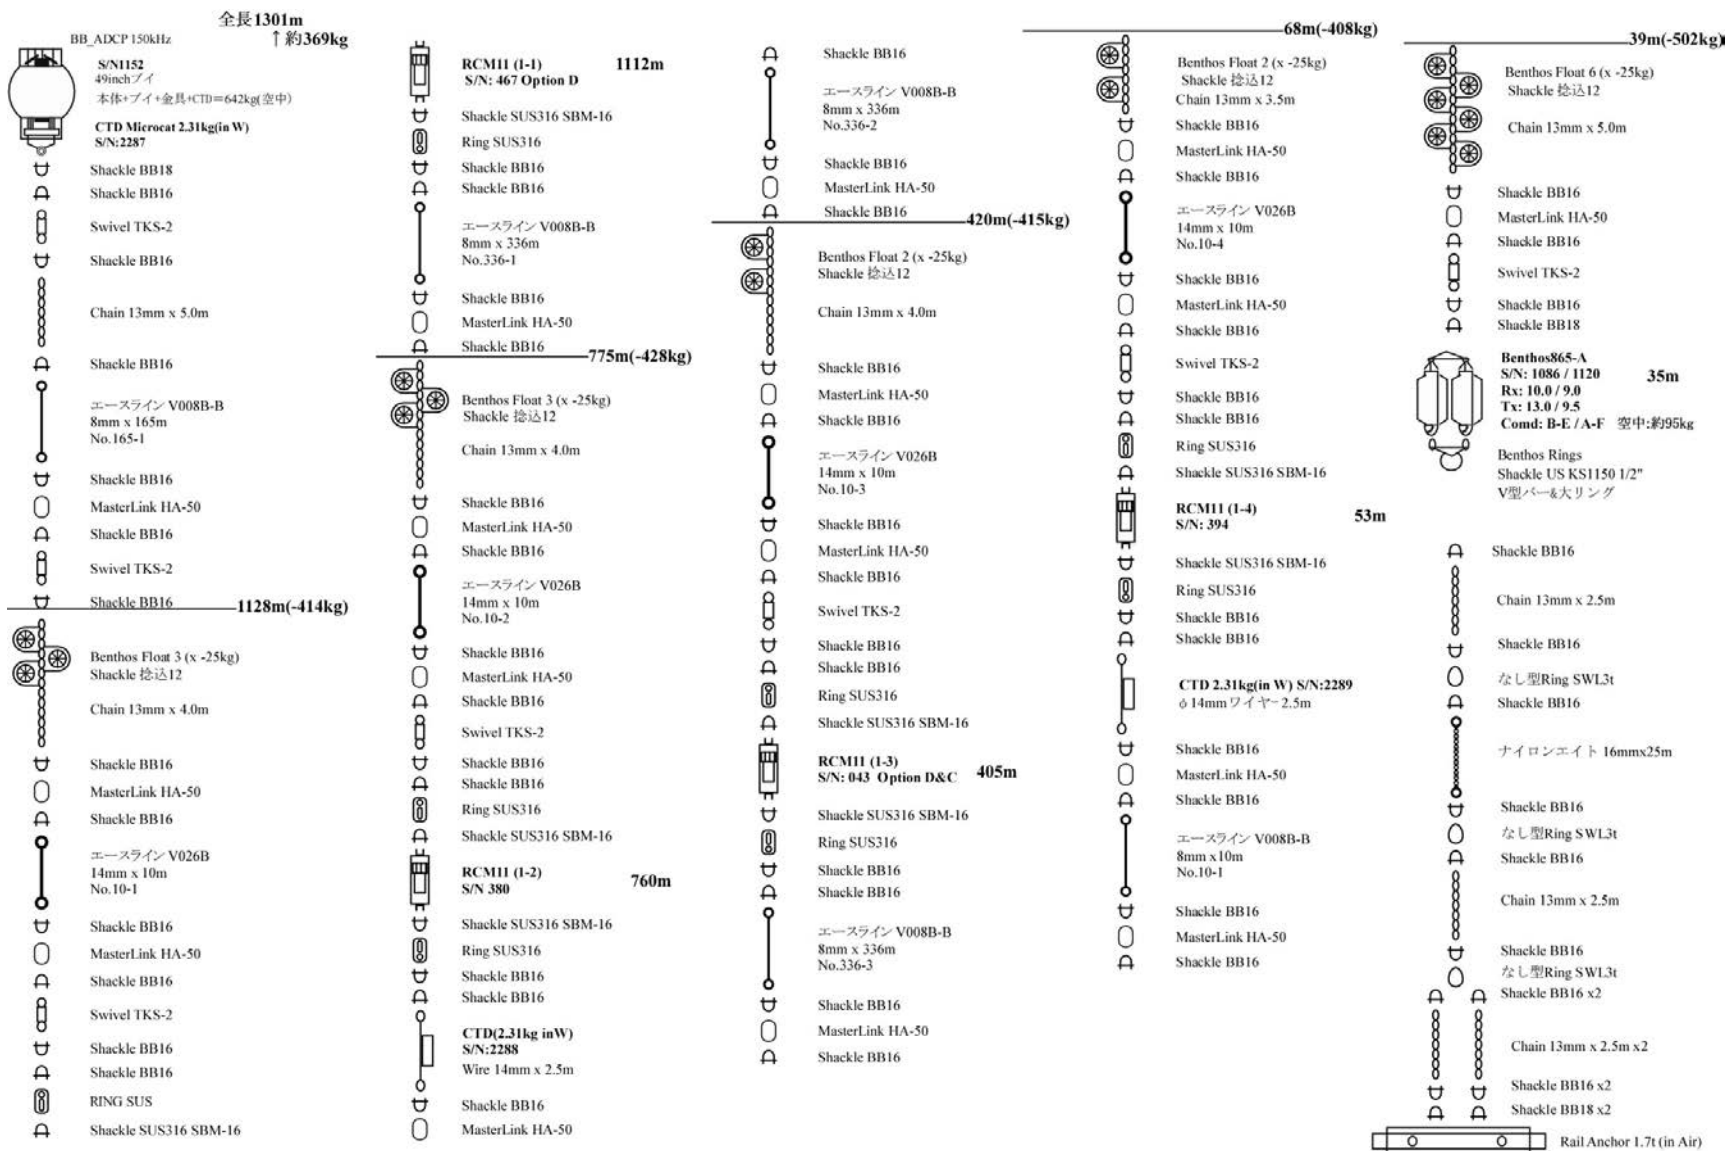 全長1301m
↑約369kg
BB_ADCP 150kHz
S/N1152
49inchブイ
本体+ブイ+金具+CTD=642kg(空中)
CTD Microcat 2.31kg(in W)
S/N:2287
Shackle BB18
Shackle BB16
Swivel TKS-2
Shackle BB16
Chain 13mm x 5.0m
Shackle BB16
エースライン V008B-B
8mm x 165m
No.165-1
Shackle BB16
MasterLink HA-50
Shackle BB16
Swivel TKS-2
Shackle BB16
1128m(-414kg)
Benthos Float 3 (x -25kg)
Shackle 捻込12
Chain 13mm x 4.0m
Shackle BB16
MasterLink HA-50
Shackle BB16
エースライン V026B
14mm x 10m
No.10-1
Shackle BB16
MasterLink HA-50
Shackle BB16
Swivel TKS-2
Shackle BB16
Shackle BB16
RING SUS
Shackle SUS316 SBM-16
RCM11 (1-1) 1112m
S/N: 467 Option D
Shackle SUS316 SBM-16
Ring SUS316
Shackle BB16
Shackle BB16
エースライン V008B-B
8mm x 336m
No.336-1
Shackle BB16
MasterLink HA-50
Shackle BB16
775m(-428kg)
Benthos Float 3 (x -25kg)
Shackle 捻込12
Chain 13mm x 4.0m
Shackle BB16
MasterLink HA-50
Shackle BB16
エースライン V026B
14mm x 10m
No.10-2
Shackle BB16
MasterLink HA-50
Shackle BB16
Swivel TKS-2
Shackle BB16
Shackle BB16
Ring SUS316
Shackle SUS316 SBM-16
RCM11 (1-2)
S/N 380
760m
Shackle SUS316 SBM-16
Ring SUS316
Shackle BB16
Shackle BB16
CTD(2.31kg inW)
S/N:2288
Wire 14mm x 2.5m
Shackle BB16
MasterLink HA-50
Shackle BB16
エースライン V008B-B
8mm x 336m
No.336-2
Shackle BB16
MasterLink HA-50
Shackle BB16
420m(-415kg)
Benthos Float 2 (x -25kg)
Shackle 捻込12
Chain 13mm x 4.0m
Shackle BB16
MasterLink HA-50
Shackle BB16
エースライン V026B
14mm x 10m
No.10-3
Shackle BB16
MasterLink HA-50
Shackle BB16
Swivel TKS-2
Shackle BB16
Shackle BB16
Ring SUS316
Shackle SUS316 SBM-16
RCM11 (1-3)
S/N: 043 Option D&C 405m
Shackle SUS316 SBM-16
Ring SUS316
Shackle BB16
Shackle BB16
エースライン V008B-B
8mm x 336m
No.336-3
Shackle BB16
MasterLink HA-50
Shackle BB16
68m(-408kg)
Benthos Float 2 (x -25kg)
Shackle 捻込12
Chain 13mm x 3.5m
Shackle BB16
MasterLink HA-50
Shackle BB16
エースライン V026B
14mm x 10m
No.10-4
Shackle BB16
MasterLink HA-50
Shackle BB16
Swivel TKS-2
Shackle BB16
Shackle BB16
Ring SUS316
Shackle SUS316 SBM-16
RCM11 (1-4)
S/N: 394
53m
Shackle SUS316 SBM-16
Ring SUS316
Shackle BB16
Shackle BB16
CTD 2.31kg(in W) S/N:2289
φ14mmワイヤー2.5m
Shackle BB16
MasterLink HA-50
Shackle BB16
エースライン V008B-B
8mm x10m
No.10-1
Shackle BB16
MasterLink HA-50
Shackle BB16
39m(-502kg)
Benthos Float 6 (x -25kg)
Shackle 捻込12
Chain 13mm x 5.0m
Shackle BB16
MasterLink HA-50
Shackle BB16
Swivel TKS-2
Shackle BB16
Shackle BB18
Benthos865-A
S/N: 1086 / 1120
35m
Rx: 10.0 / 9.0
Tx: 13.0 / 9.5
Comd: B-E / A-F 空中:約95kg
Benthos Rings
Shackle US KS1150 1/2"
V型バー&大リング
Shackle BB16
Chain 13mm x 2.5m
Shackle BB16
なし型Ring SWL3t
Shackle BB16
ナイロンエイト 16mmx25m
Shackle BB16
なし型Ring SWL3t
Shackle BB16
Chain 13mm x 2.5m
Shackle BB16
なし型Ring SWL3t
Shackle BB16 x2
Chain 13mm x 2.5m x2
Shackle BB16 x2
Shackle BB18 x2
Rail Anchor 1.7t (in Air)